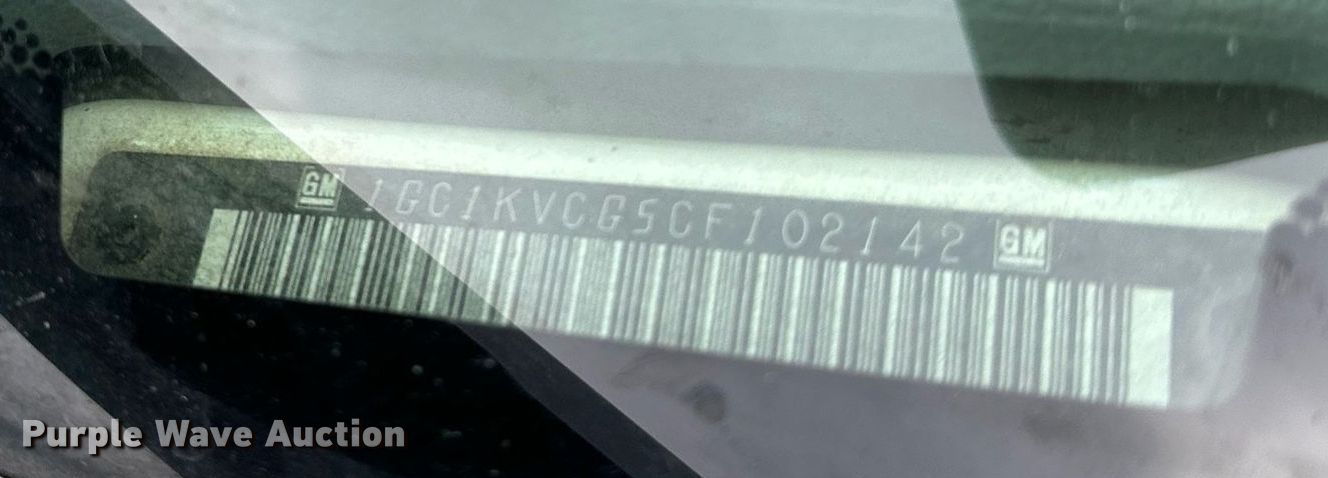 GM 1GC1KVCG5CF102142 GM
Purple Wave Auction